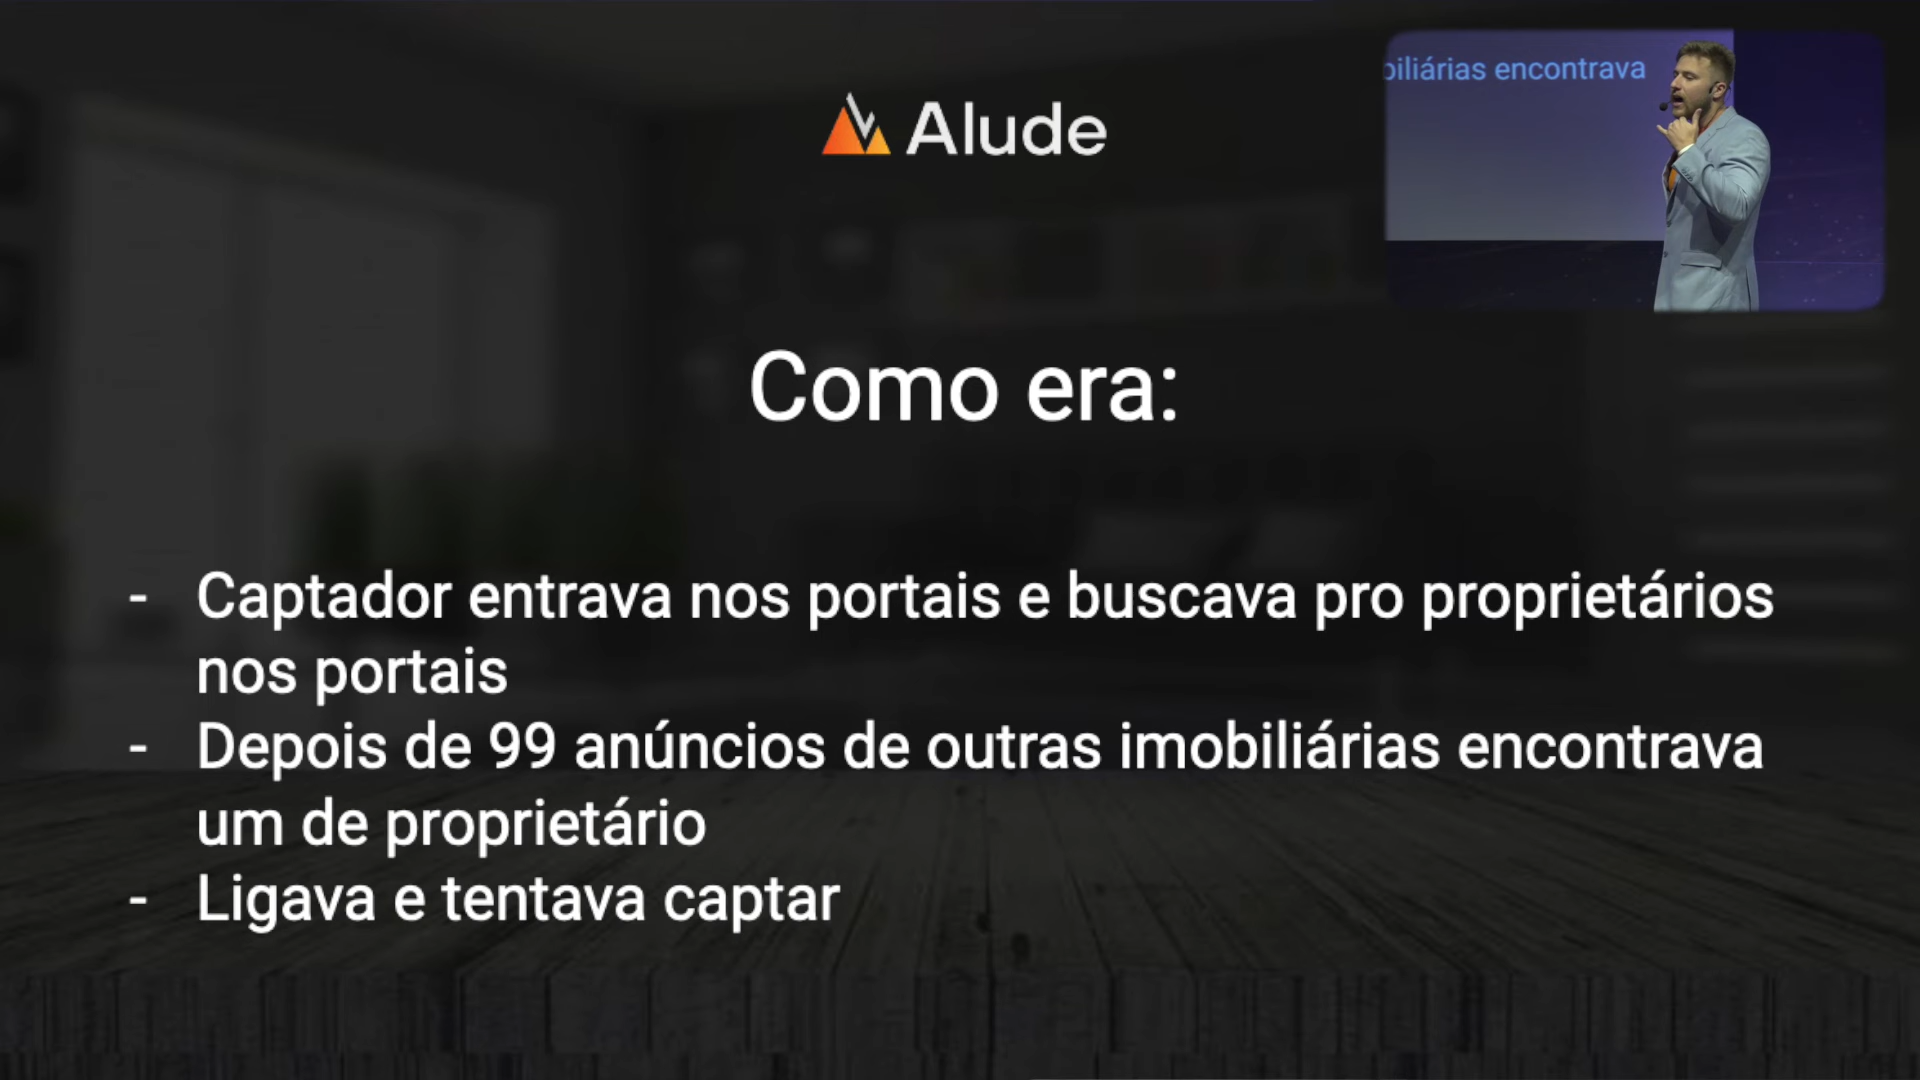 biliárias encontrava
Alude
Como era:
- Captador entrava nos portais e buscava pro proprietários
nos portais
- Depois de 99 anúncios de outras imobiliárias encontrava
um de proprietário
- Ligava e tentava captar